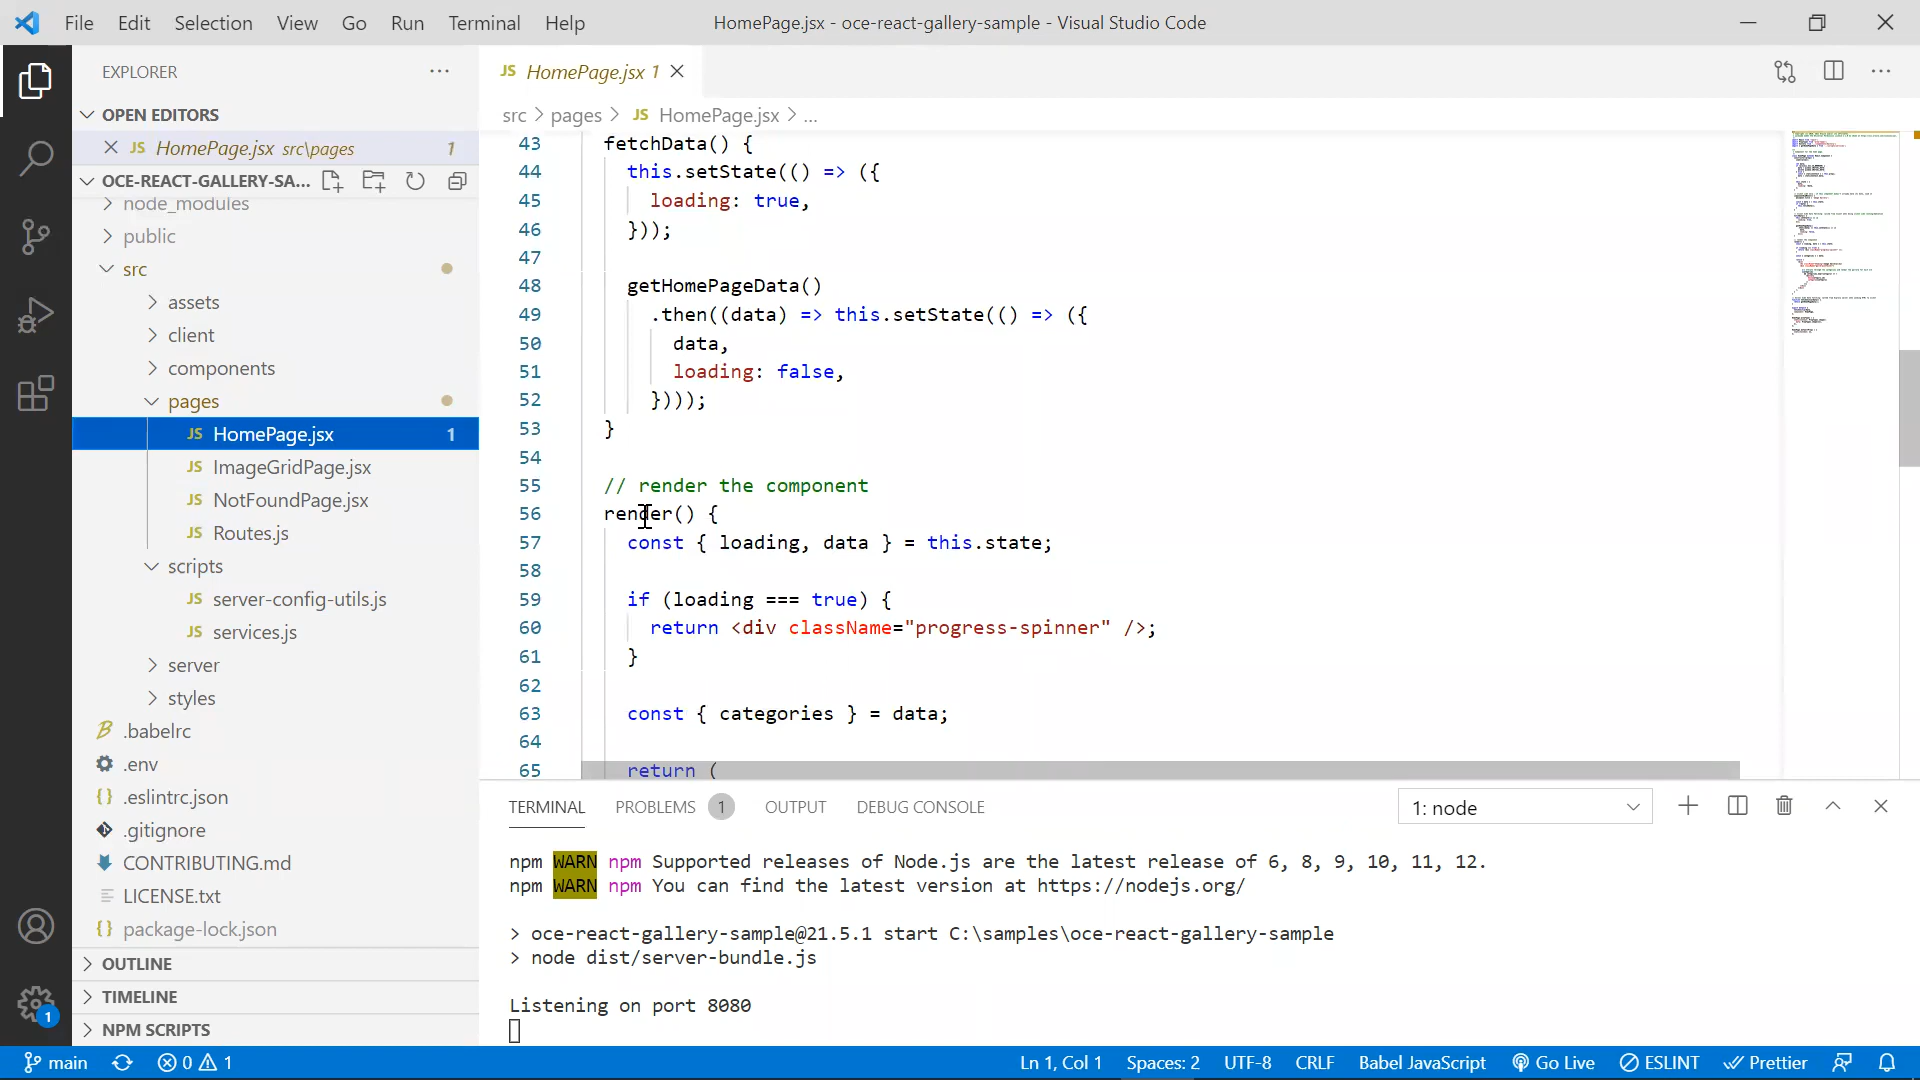 File Edit Selection View Go Run Terminal Help HomePage.jsx - oce-react-gallery-sample - Visual Studio Code
EXPLORER
OPEN EDITORS
JS HomePage.jsx src\pages 1
OCE-REACT-GALLERY-SA...
node_modules
public
src
assets
client
components
pages
JS HomePage.jsx 1
JS ImageGridPage.jsx
JS NotFoundPage.jsx
JS Routes.js
scripts
JS server-config-utils.js
JS services.js
server
styles
.babelrc
.env
{} .eslintrc.json
.gitignore
CONTRIBUTING.md
LICENSE.txt
{} package-lock.json
OUTLINE
TIMELINE
NPM SCRIPTS
1
JS HomePage.jsx 1
src > pages > JS HomePage.jsx > ...
43 fetchData() {
44 this.setState(() => ({
45 loading: true,
46 }));
47
48 getHomePageData()
49 .then((data) => this.setState(() => ({
50 data,
51 loading: false,
52 })));
53 }
54
55 // render the component
56 render() {
57 const { loading, data } = this.state;
58
59 if (loading === true) {
60 return <div className="progress-spinner" />;
61 }
62
63 const { categories } = data;
64
65 return (
TERMINAL PROBLEMS 1 OUTPUT DEBUG CONSOLE 1: node
npm WARN npm Supported releases of Node.js are the latest release of 6, 8, 9, 10, 11, 12.
npm WARN npm You can find the latest version at https://nodejs.org/
> oce-react-gallery-sample@21.5.1 start C:\samples\oce-react-gallery-sample
> node dist/server-bundle.js
Listening on port 8080
main 0 1 Ln 1, Col 1 Spaces: 2 UTF-8 CRLF Babel JavaScript Go Live ESLINT Prettier